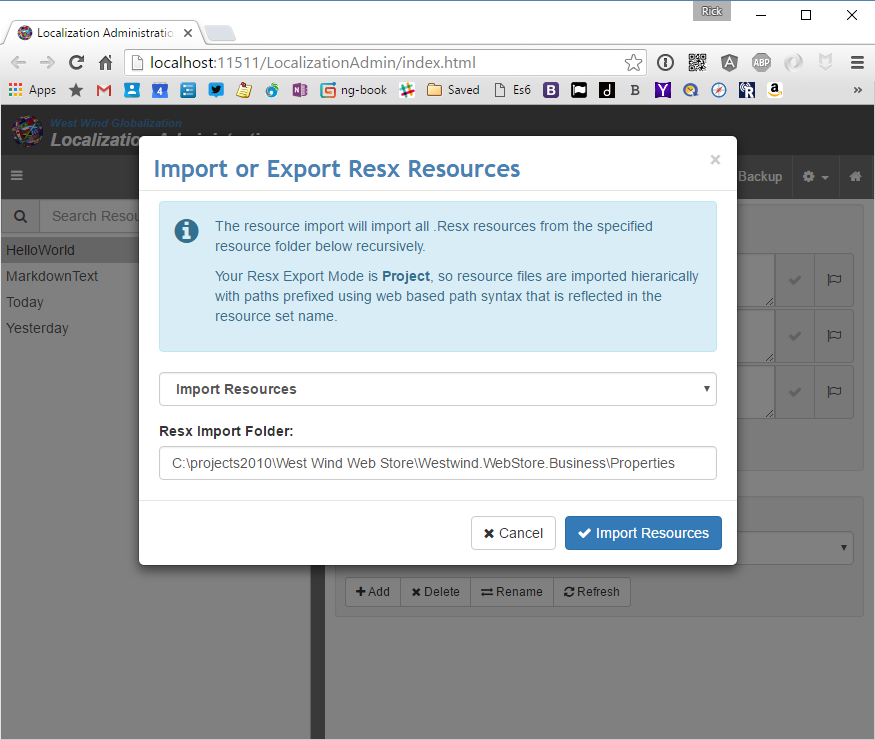 Rick
Localization Administratio
localhost:11511/LocalizationAdmin/index.html
Apps
4
ng-book
Saved
Es6
B
d
B
Y
R
a
ABP
»
West Wind Globalization
Localization Administration
Backup
Search Resou
HelloWorld
MarkdownText
Today
Yesterday
Import or Export Resx Resources
×
The resource import will import all .Resx resources from the specified
resource folder below recursively.
Your Resx Export Mode is Project, so resource files are imported hierarically
with paths prefixed using web based path syntax that is reflected in the
resource set name.
Import Resources
Resx Import Folder:
C:\projects2010\West Wind Web Store\Westwind.WebStore.Business\Properties
Cancel
Import Resources
Add
Delete
Rename
Refresh